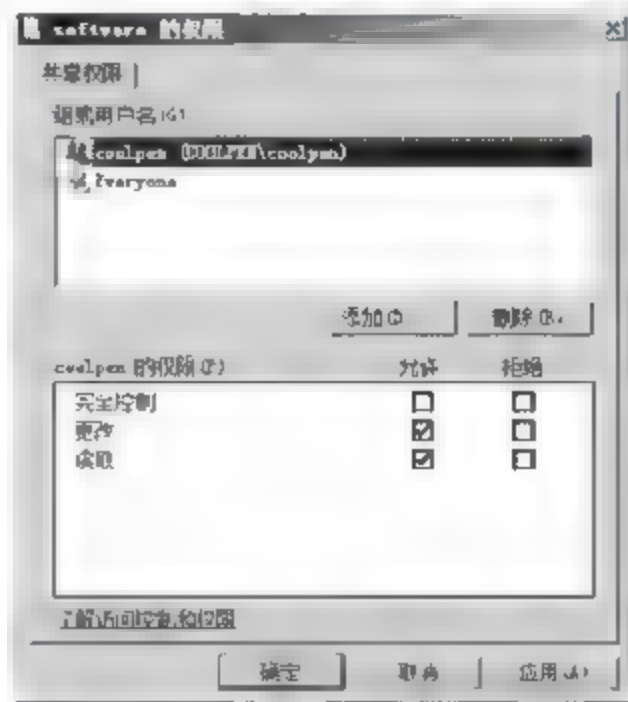 software 的权限
共享权限
组或用户名(G)
coolpen (COOLPEN\coolpen)
Everyone
添加(D)
删除(R)
coolpen 的权限(P)
允许
拒绝
完全控制
更改
读取
了解访问控制和权限
确定
取消
应用(A)